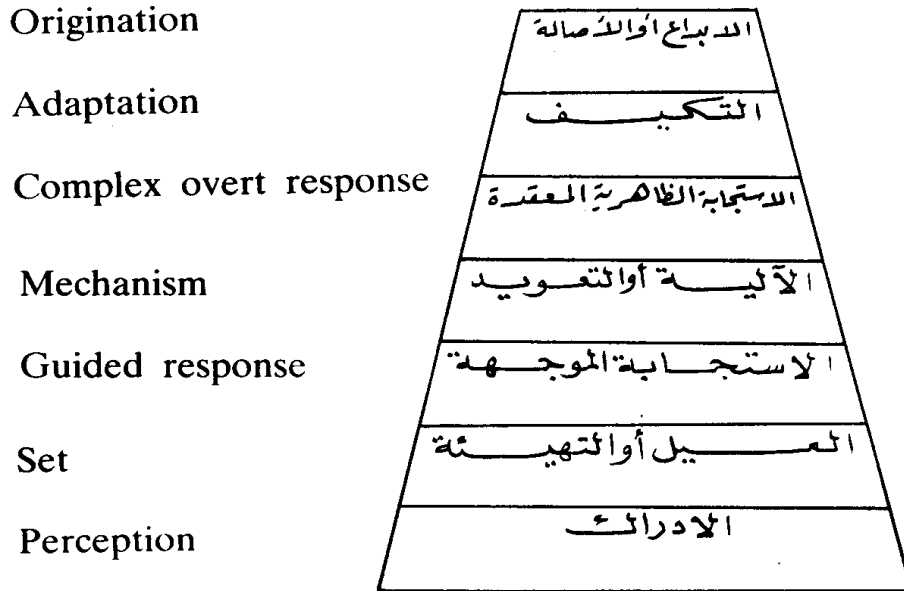 Origination
الابداع أو الأصالة
Adaptation
التكيف
Complex overt response
الاستجابة الظاهرية المعقدة
Mechanism
الآلية أو التعويد
Guided response
الاستجابة الموجهة
Set
الميل أو التهيئة
Perception
الادراك